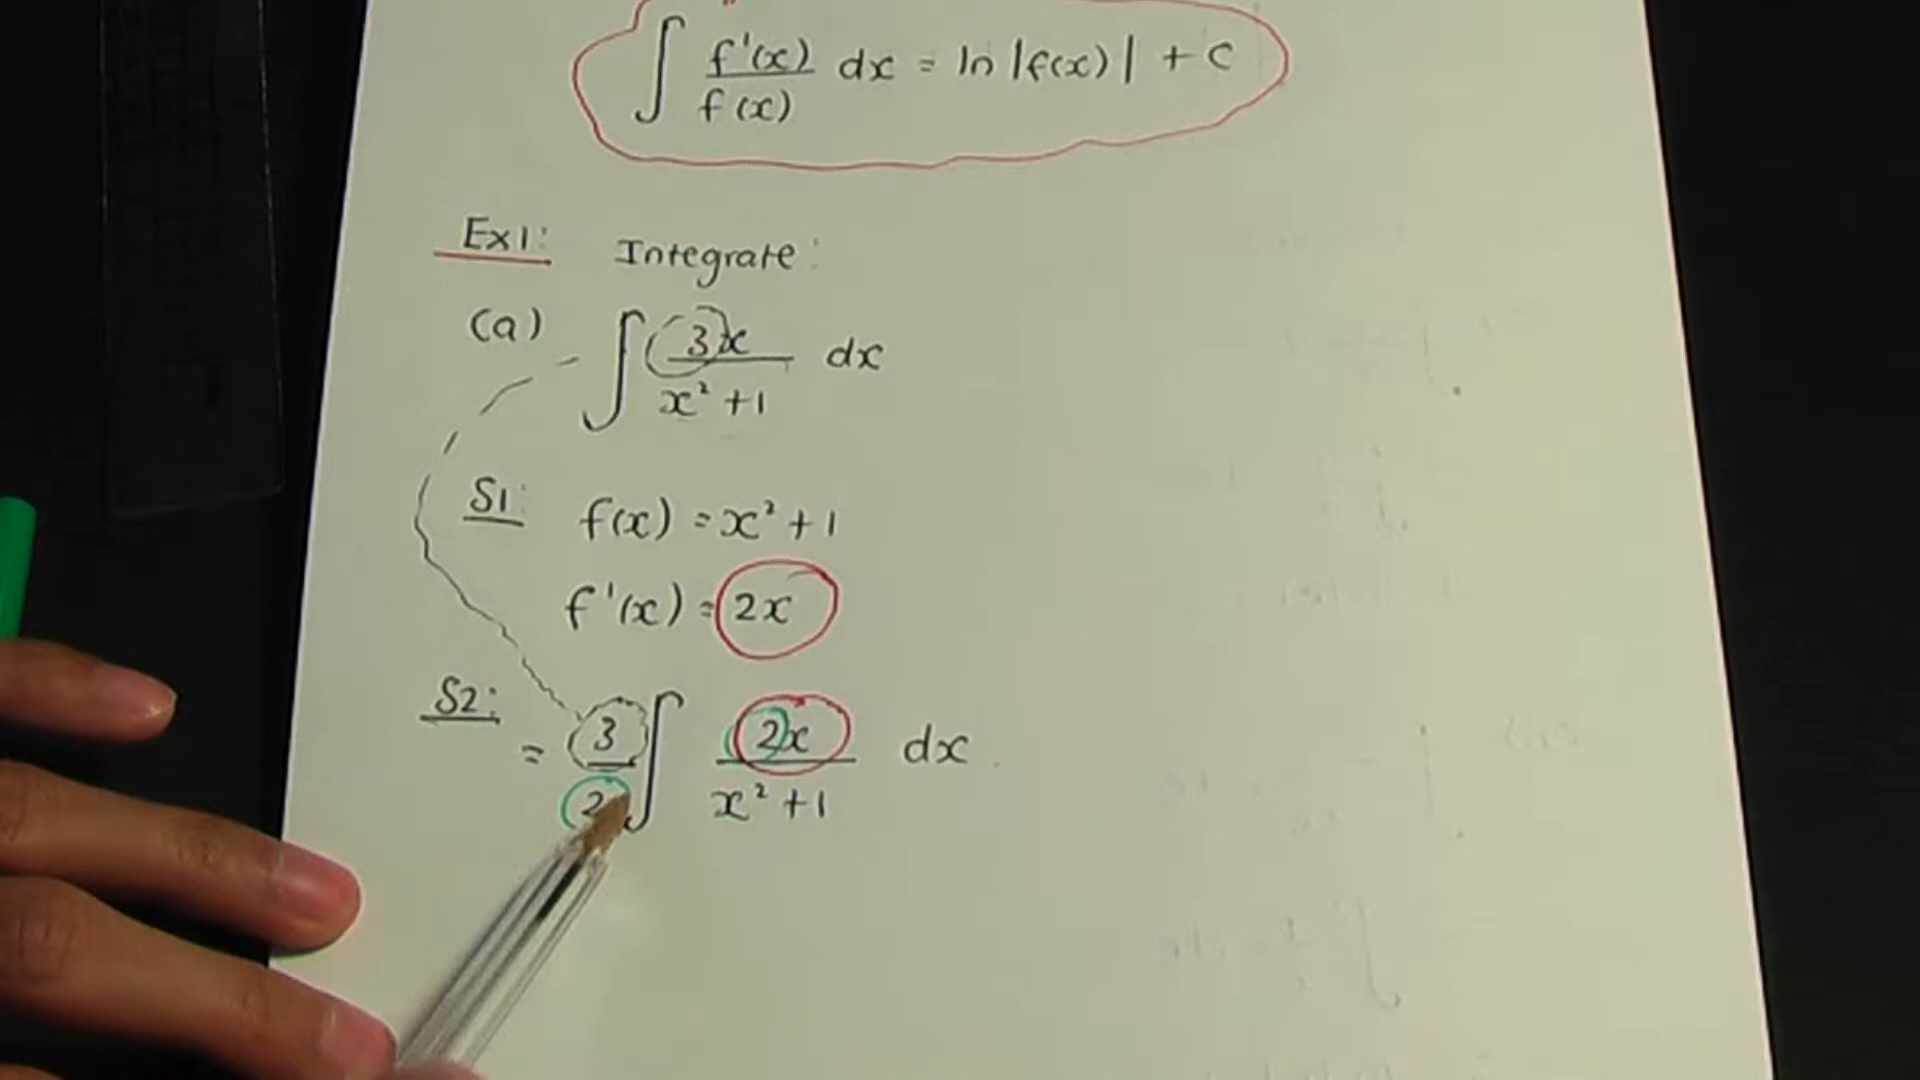 ∫ f'(x)/f(x) dx = ln |f(x)| + C
Ex1: Integrate:
(a) ∫ 3x/x² + 1 dx
S1: f(x) = x² + 1
f'(x) = 2x
S2:
= 3/2 ∫ 2x/x² + 1 dx.